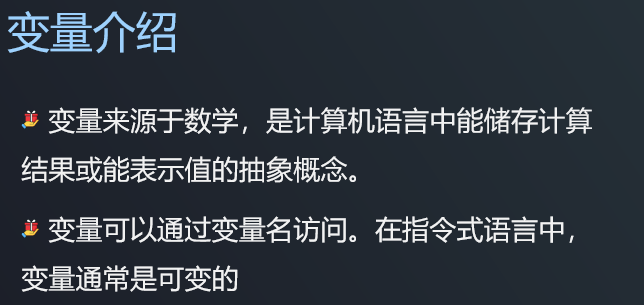 变量介绍
变量来源于数学，是计算机语言中能储存计算
结果或能表示值的抽象概念。
变量可以通过变量名访问。在指令式语言中，
变量通常是可变的